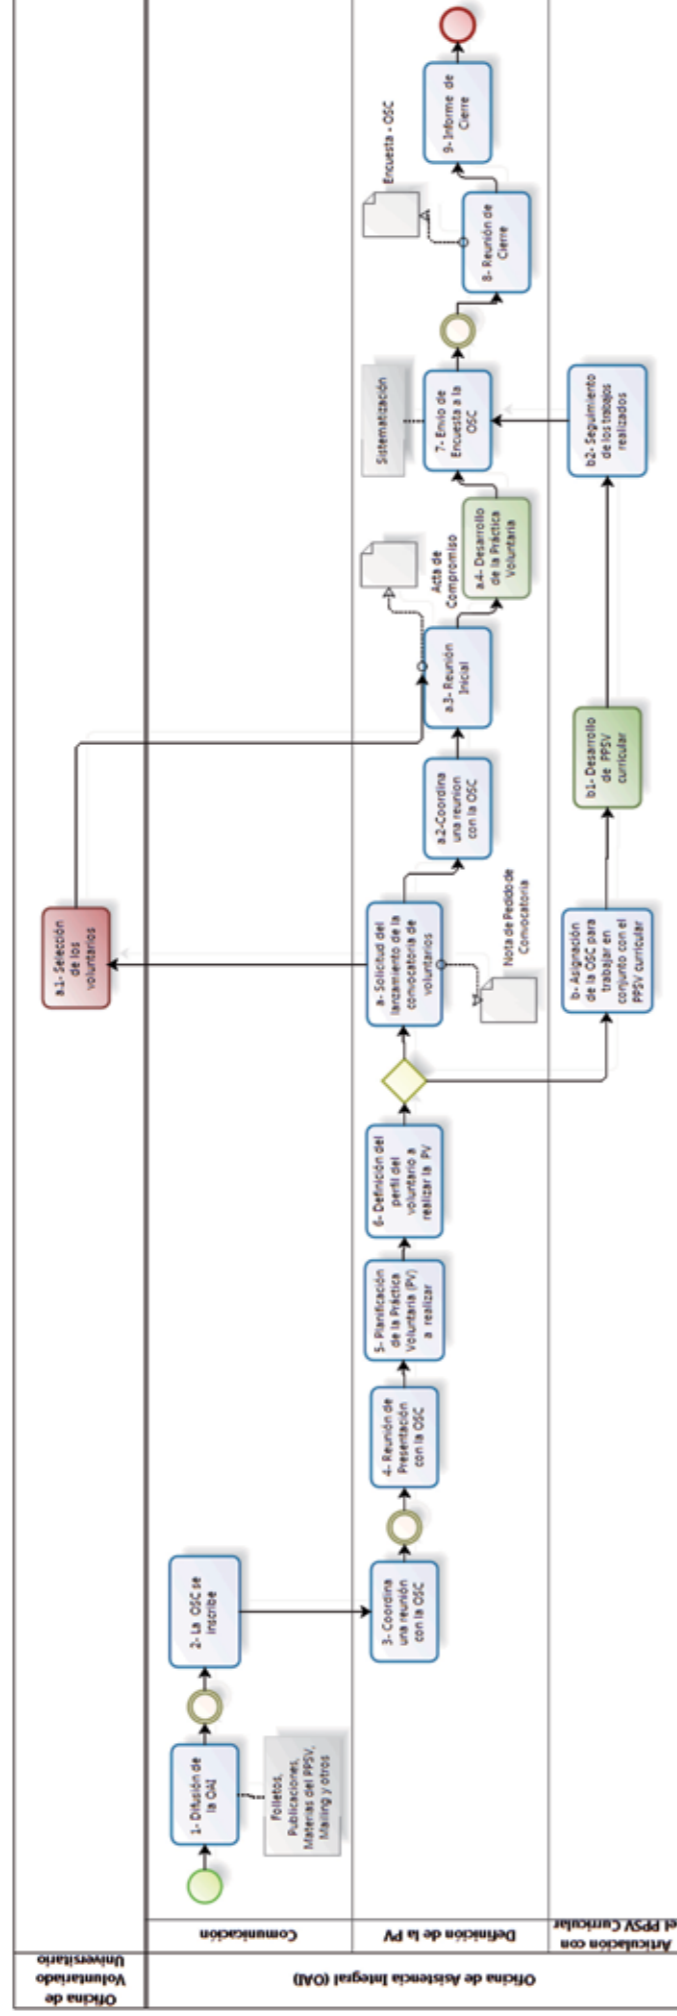 Oficina de
Voluntariado
Universitario
Oficina de Asistencia Integral (OAI)
Comunicación
Definición de la PV
Articulación con
el PPSV Curricular
1- Difusión de
la OAI
Folletos,
Publicaciones,
Materias del PPSV,
Mailing y otros
2- La OSC se
inscribe
3- Coordina
una reunión
con la OSC
4- Reunión de
Presentación
con la OSC
5- Planificación
de la Práctica
Voluntaria (PV)
a realizar
6- Definición del
perfil del
voluntario a
realizar la PV
a- Solicitud del
lanzamiento de la
convocatoria de
voluntarios
Nota de Pedido de
Convocatoria
a.1- Selección
de los
voluntarios
a.2-Coordina
una reunion
con la OSC
a.3- Reunión
Inicial
Acta de
Compromiso
a.4- Desarrollo
de la Práctica
Voluntaria
b- Asignación
de la OSC para
trabajar en
conjunto con el
PPSV curricular
b1- Desarrollo
de PPSV
curricular
b2- Seguimiento
de los trabajos
realizados
Sistematización
7- Envio de
Encuesta a la
OSC
8- Reunión de
Cierre
Encuesta - OSC
9- Informe de
Cierre